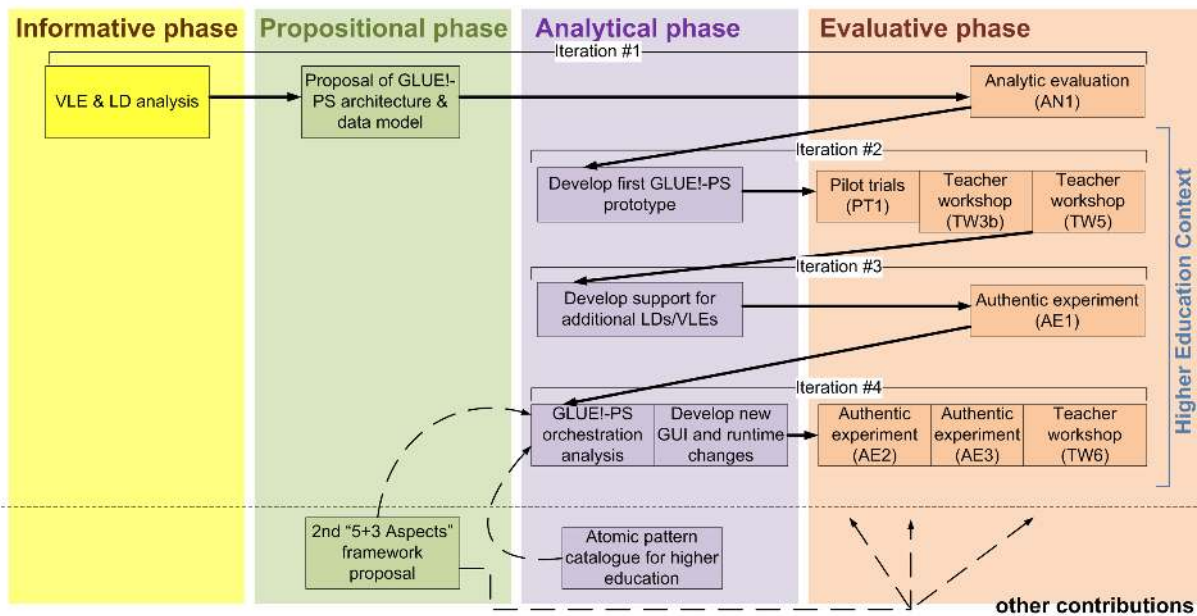 Informative phase
Propositional phase
Analytical phase
Evaluative phase
Iteration #1
VLE & LD analysis
Proposal of GLUE!-
PS architecture &
data model
Analytic evaluation
(AN1)
Iteration #2
Develop first GLUE!-PS
prototype
Pilot trials
(PT1)
Teacher
workshop
(TW3b)
Teacher
workshop
(TW5)
Iteration #3
Develop support for
additional LDs/VLEs
Authentic experiment
(AE1)
Iteration #4
GLUE!-PS
orchestration
analysis
Develop new
GUI and runtime
changes
Authentic
experiment
(AE2)
Authentic
experiment
(AE3)
Teacher
workshop
(TW6)
Higher Education Context
2nd “5+3 Aspects”
framework
proposal
Atomic pattern
catalogue for higher
education
other contributions